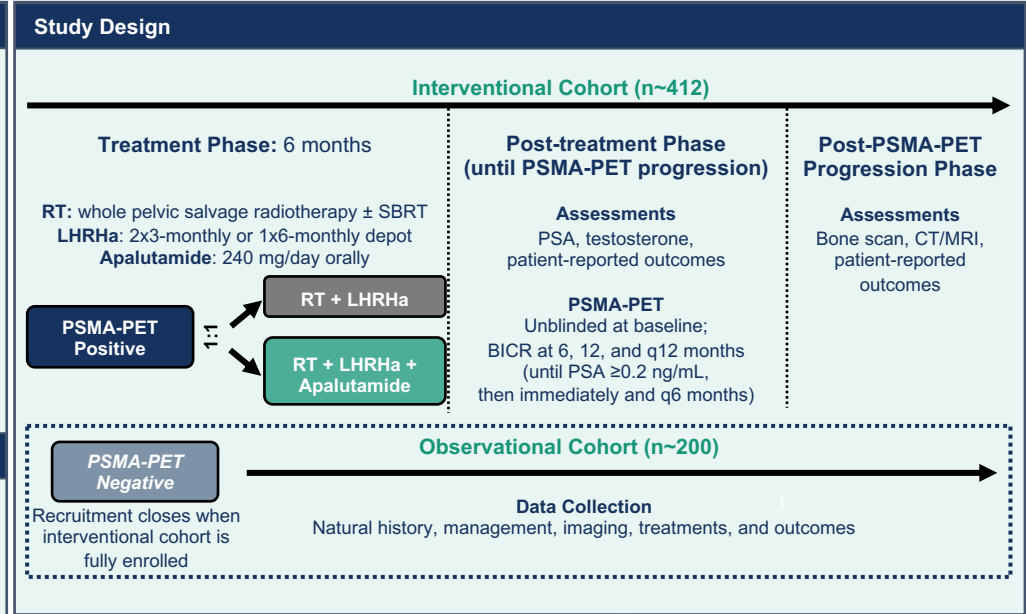 Study Design
Interventional Cohort (n~412)
Treatment Phase: 6 months
RT: whole pelvic salvage radiotherapy ± SBRT
LHRHa: 2x3-monthly or 1x6-monthly depot
Apalutamide: 240 mg/day orally
PSMA-PET
Positive
1:1
RT + LHRHa
RT + LHRHa +
Apalutamide
Post-treatment Phase
(until PSMA-PET progression)
Assessments
PSA, testosterone,
patient-reported outcomes
PSMA-PET
Unblinded at baseline;
BICR at 6, 12, and q12 months
(until PSA ≥0.2 ng/mL,
then immediately and q6 months)
Post-PSMA-PET
Progression Phase
Assessments
Bone scan, CT/MRI,
patient-reported
outcomes
Observational Cohort (n~200)
PSMA-PET
Negative
Recruitment closes when
interventional cohort is
fully enrolled
1
Data Collection
Natural history, management, imaging, treatments, and outcomes